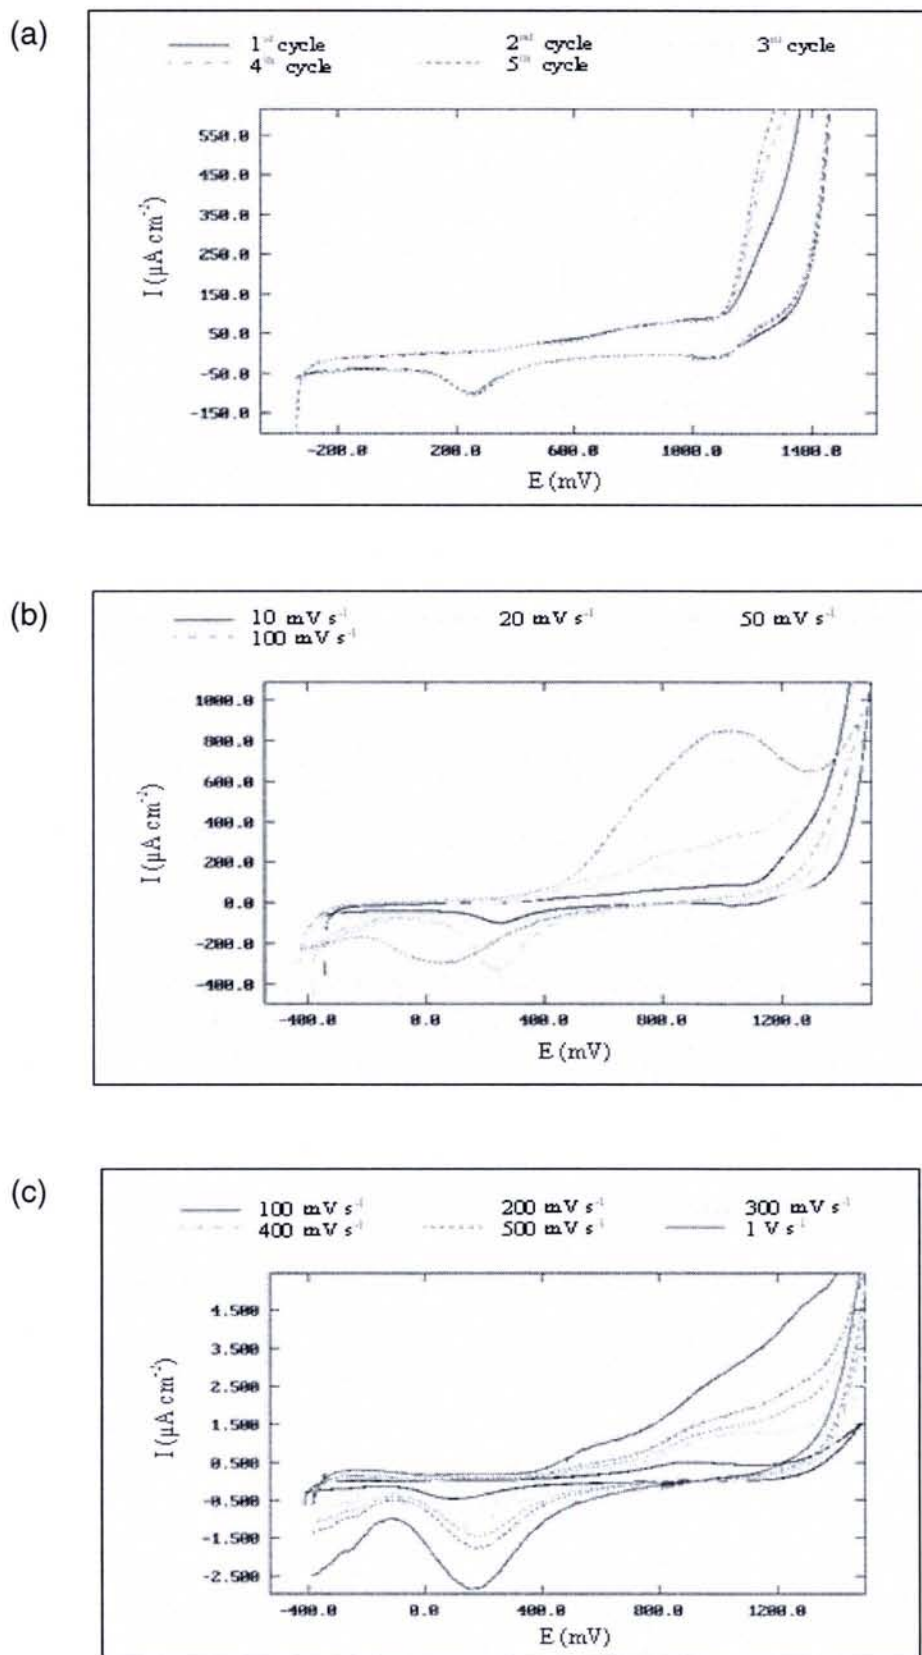 (a)
1st cycle 2nd cycle 3rd cycle
4th cycle 5th cycle
550.0
450.0
350.0
250.0
150.0
50.0
-50.0
-150.0
I (µA cm-2)
-200.0 200.0 600.0 1000.0 1400.0
E (mV)
(b)
10 mV s-1 20 mV s-1 50 mV s-1
100 mV s-1
1000.0
800.0
600.0
400.0
200.0
0.0
-200.0
-400.0
I (µA cm-2)
-400.0 0.0 400.0 800.0 1200.0
E (mV)
(c)
100 mV s-1 200 mV s-1 300 mV s-1
400 mV s-1 500 mV s-1 1 V s-1
4.500
3.500
2.500
1.500
0.500
-0.500
-1.500
-2.500
I (µA cm-2)
-400.0 0.0 400.0 800.0 1200.0
E (mV)